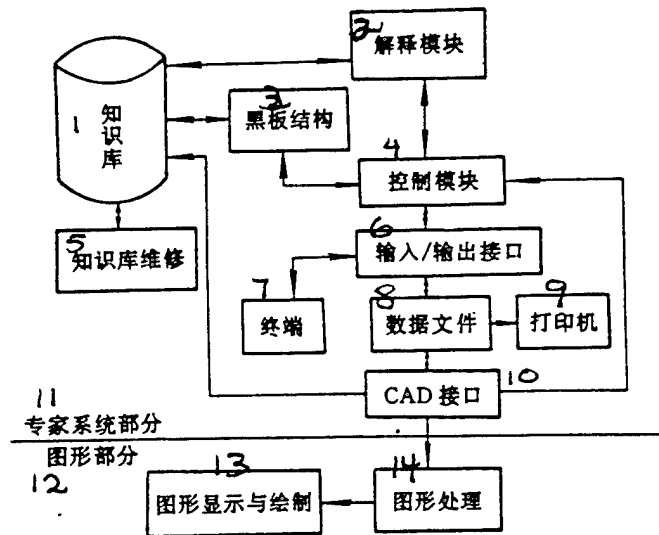 2
解释模块
1
知识库
3
黑板结构
4
控制模块
5
知识库维修
6
输入/输出接口
7
终端
8
数据文件
9
打印机
CAD 接口
10
11
专家系统部分
图形部分
12
13
图形显示与绘制
14
图形处理